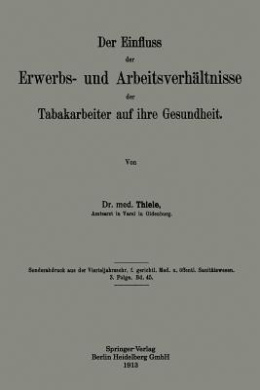 Der Einfluss
der
Erwerbs- und Arbeitsverhältnisse
der
Tabakarbeiter auf ihre Gesundheit.
Von
Dr. med. Thiele,
Amtsarzt in Varel in Oldenburg.
Sonderabdruck aus der Vierteljahrsschr. f. gerichtl. Med. u. öffentl. Sanitätswesen.
3. Folge. Bd. 45.
Springer-Verlag
Berlin Heidelberg GmbH
1913